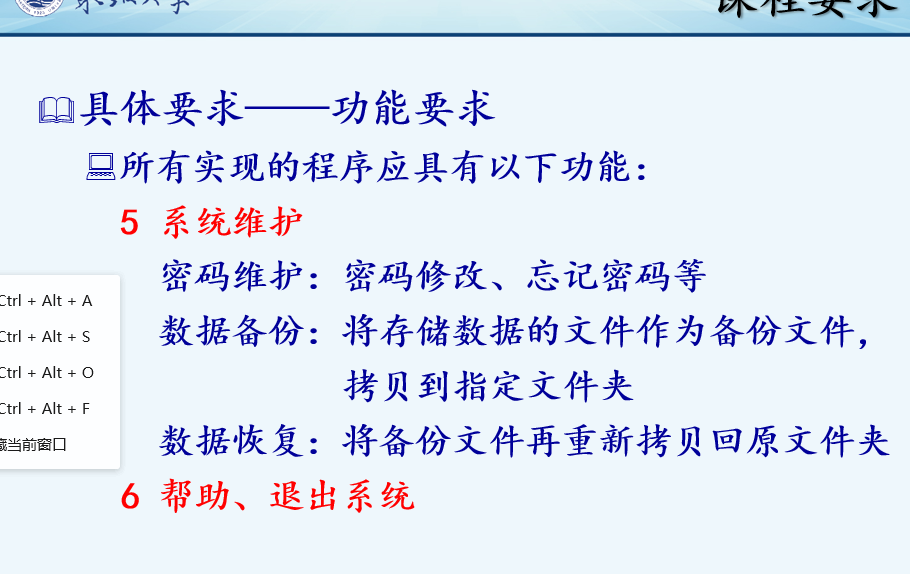 课程要求
具体要求——功能要求
所有实现的程序应具有以下功能：
5 系统维护
密码维护：密码修改、忘记密码等
数据备份：将存储数据的文件作为备份文件，
拷贝到指定文件夹
数据恢复：将备份文件再重新拷贝回原文件夹
6 帮助、退出系统
Ctrl + Alt + A
Ctrl + Alt + S
Ctrl + Alt + O
Ctrl + Alt + F
藏当前窗口